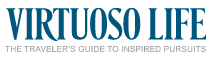 VIRTUOSO LIFE
THE TRAVELER'S GUIDE TO INSPIRED PURSUITS